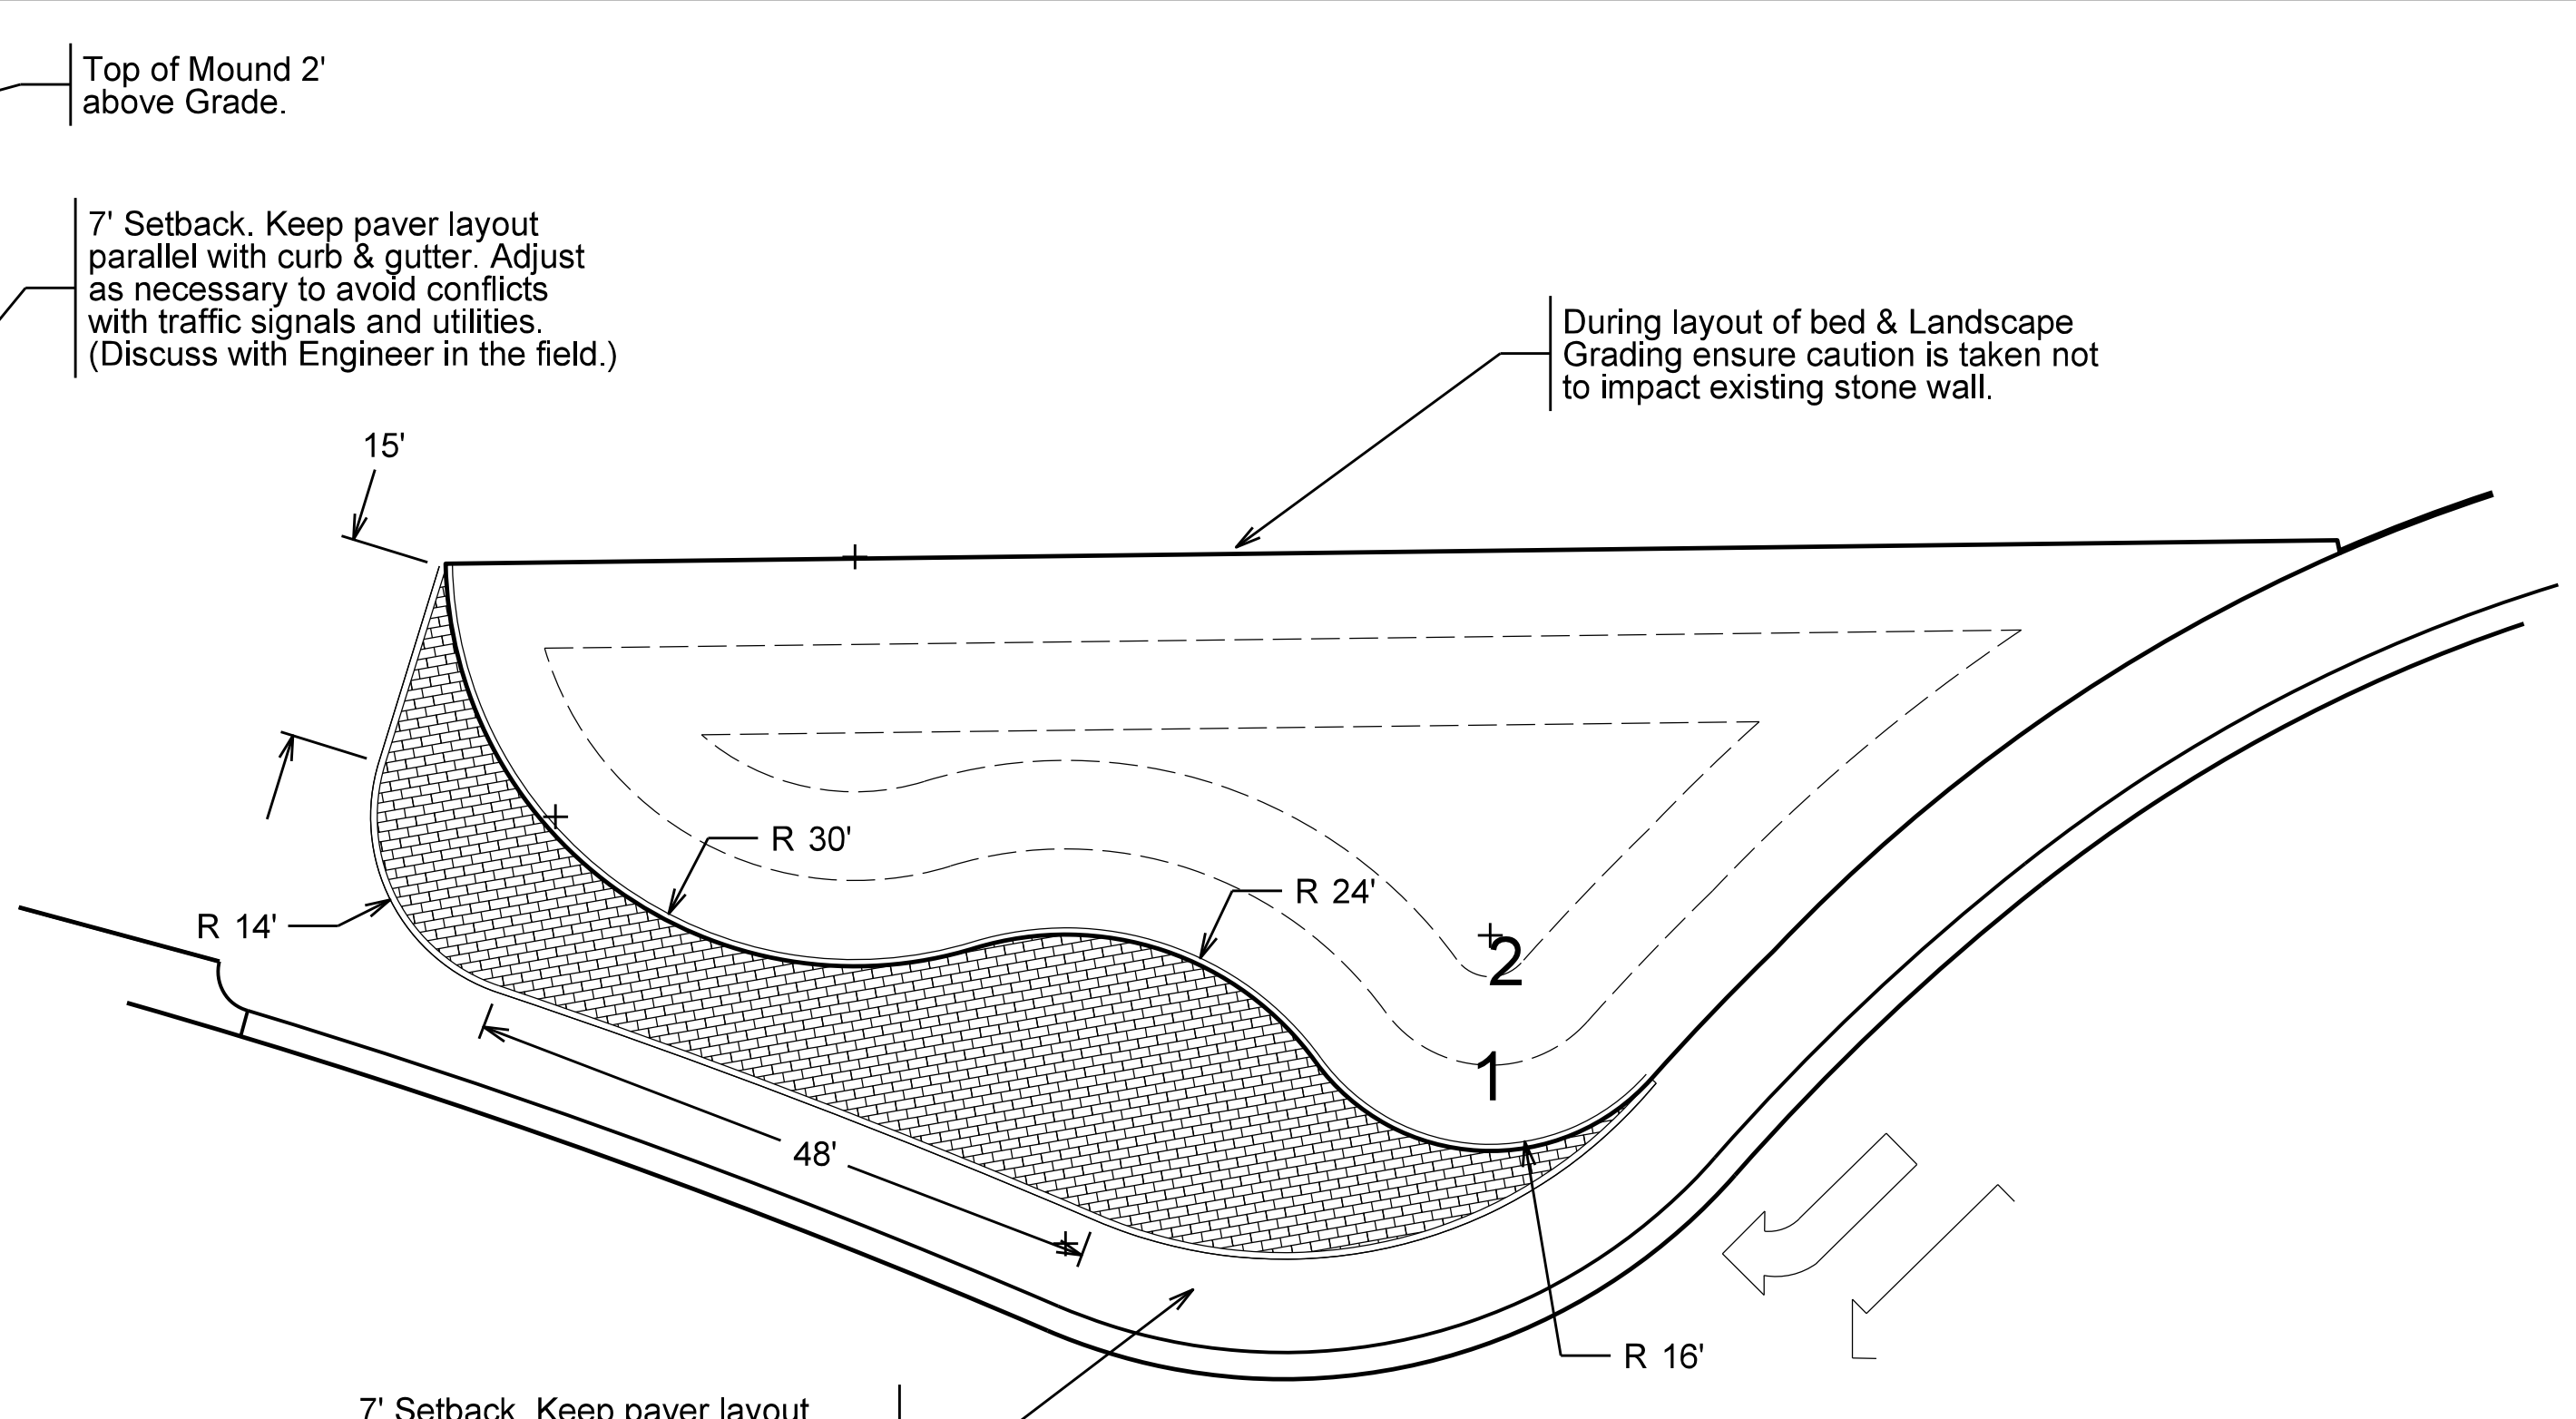 Top of Mound 2'
above Grade.
7' Setback. Keep paver layout
parallel with curb & gutter. Adjust
as necessary to avoid conflicts
with traffic signals and utilities.
(Discuss with Engineer in the field.)
During layout of bed & Landscape
Grading ensure caution is taken not
to impact existing stone wall.
15'
R 30'
R 24'
R 14'
2
1
48'
R 16'
7' Setback. Keep paver layout